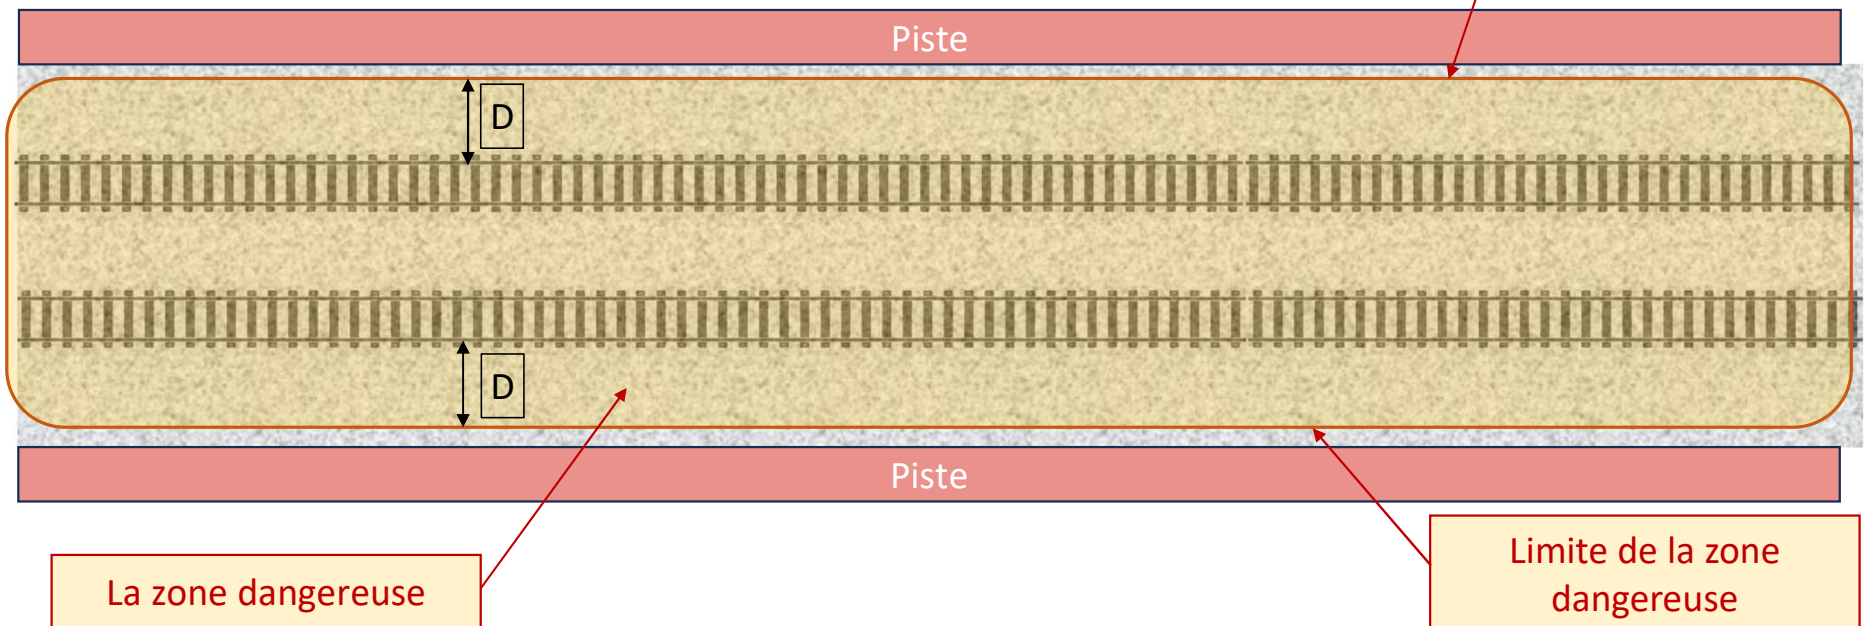 Piste
D
D
Piste
La zone dangereuse
Limite de la zone
dangereuse